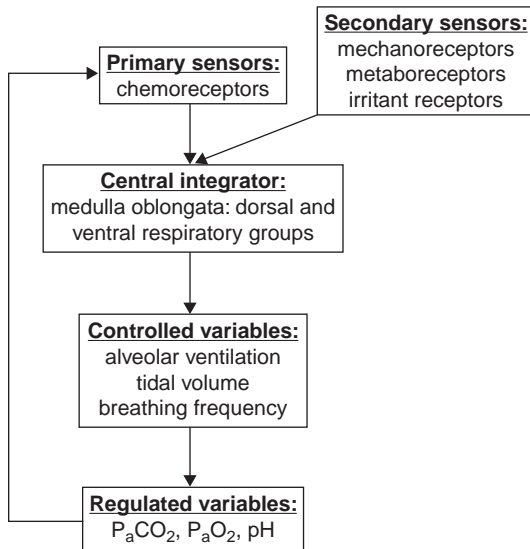 Secondary sensors:
mechanoreceptors
metaboreceptors
irritant receptors
Primary sensors:
chemoreceptors
Central integrator:
medulla oblongata: dorsal and
ventral respiratory groups
Controlled variables:
alveolar ventilation
tidal volume
breathing frequency
Regulated variables:
PaCO2, PaO2, pH